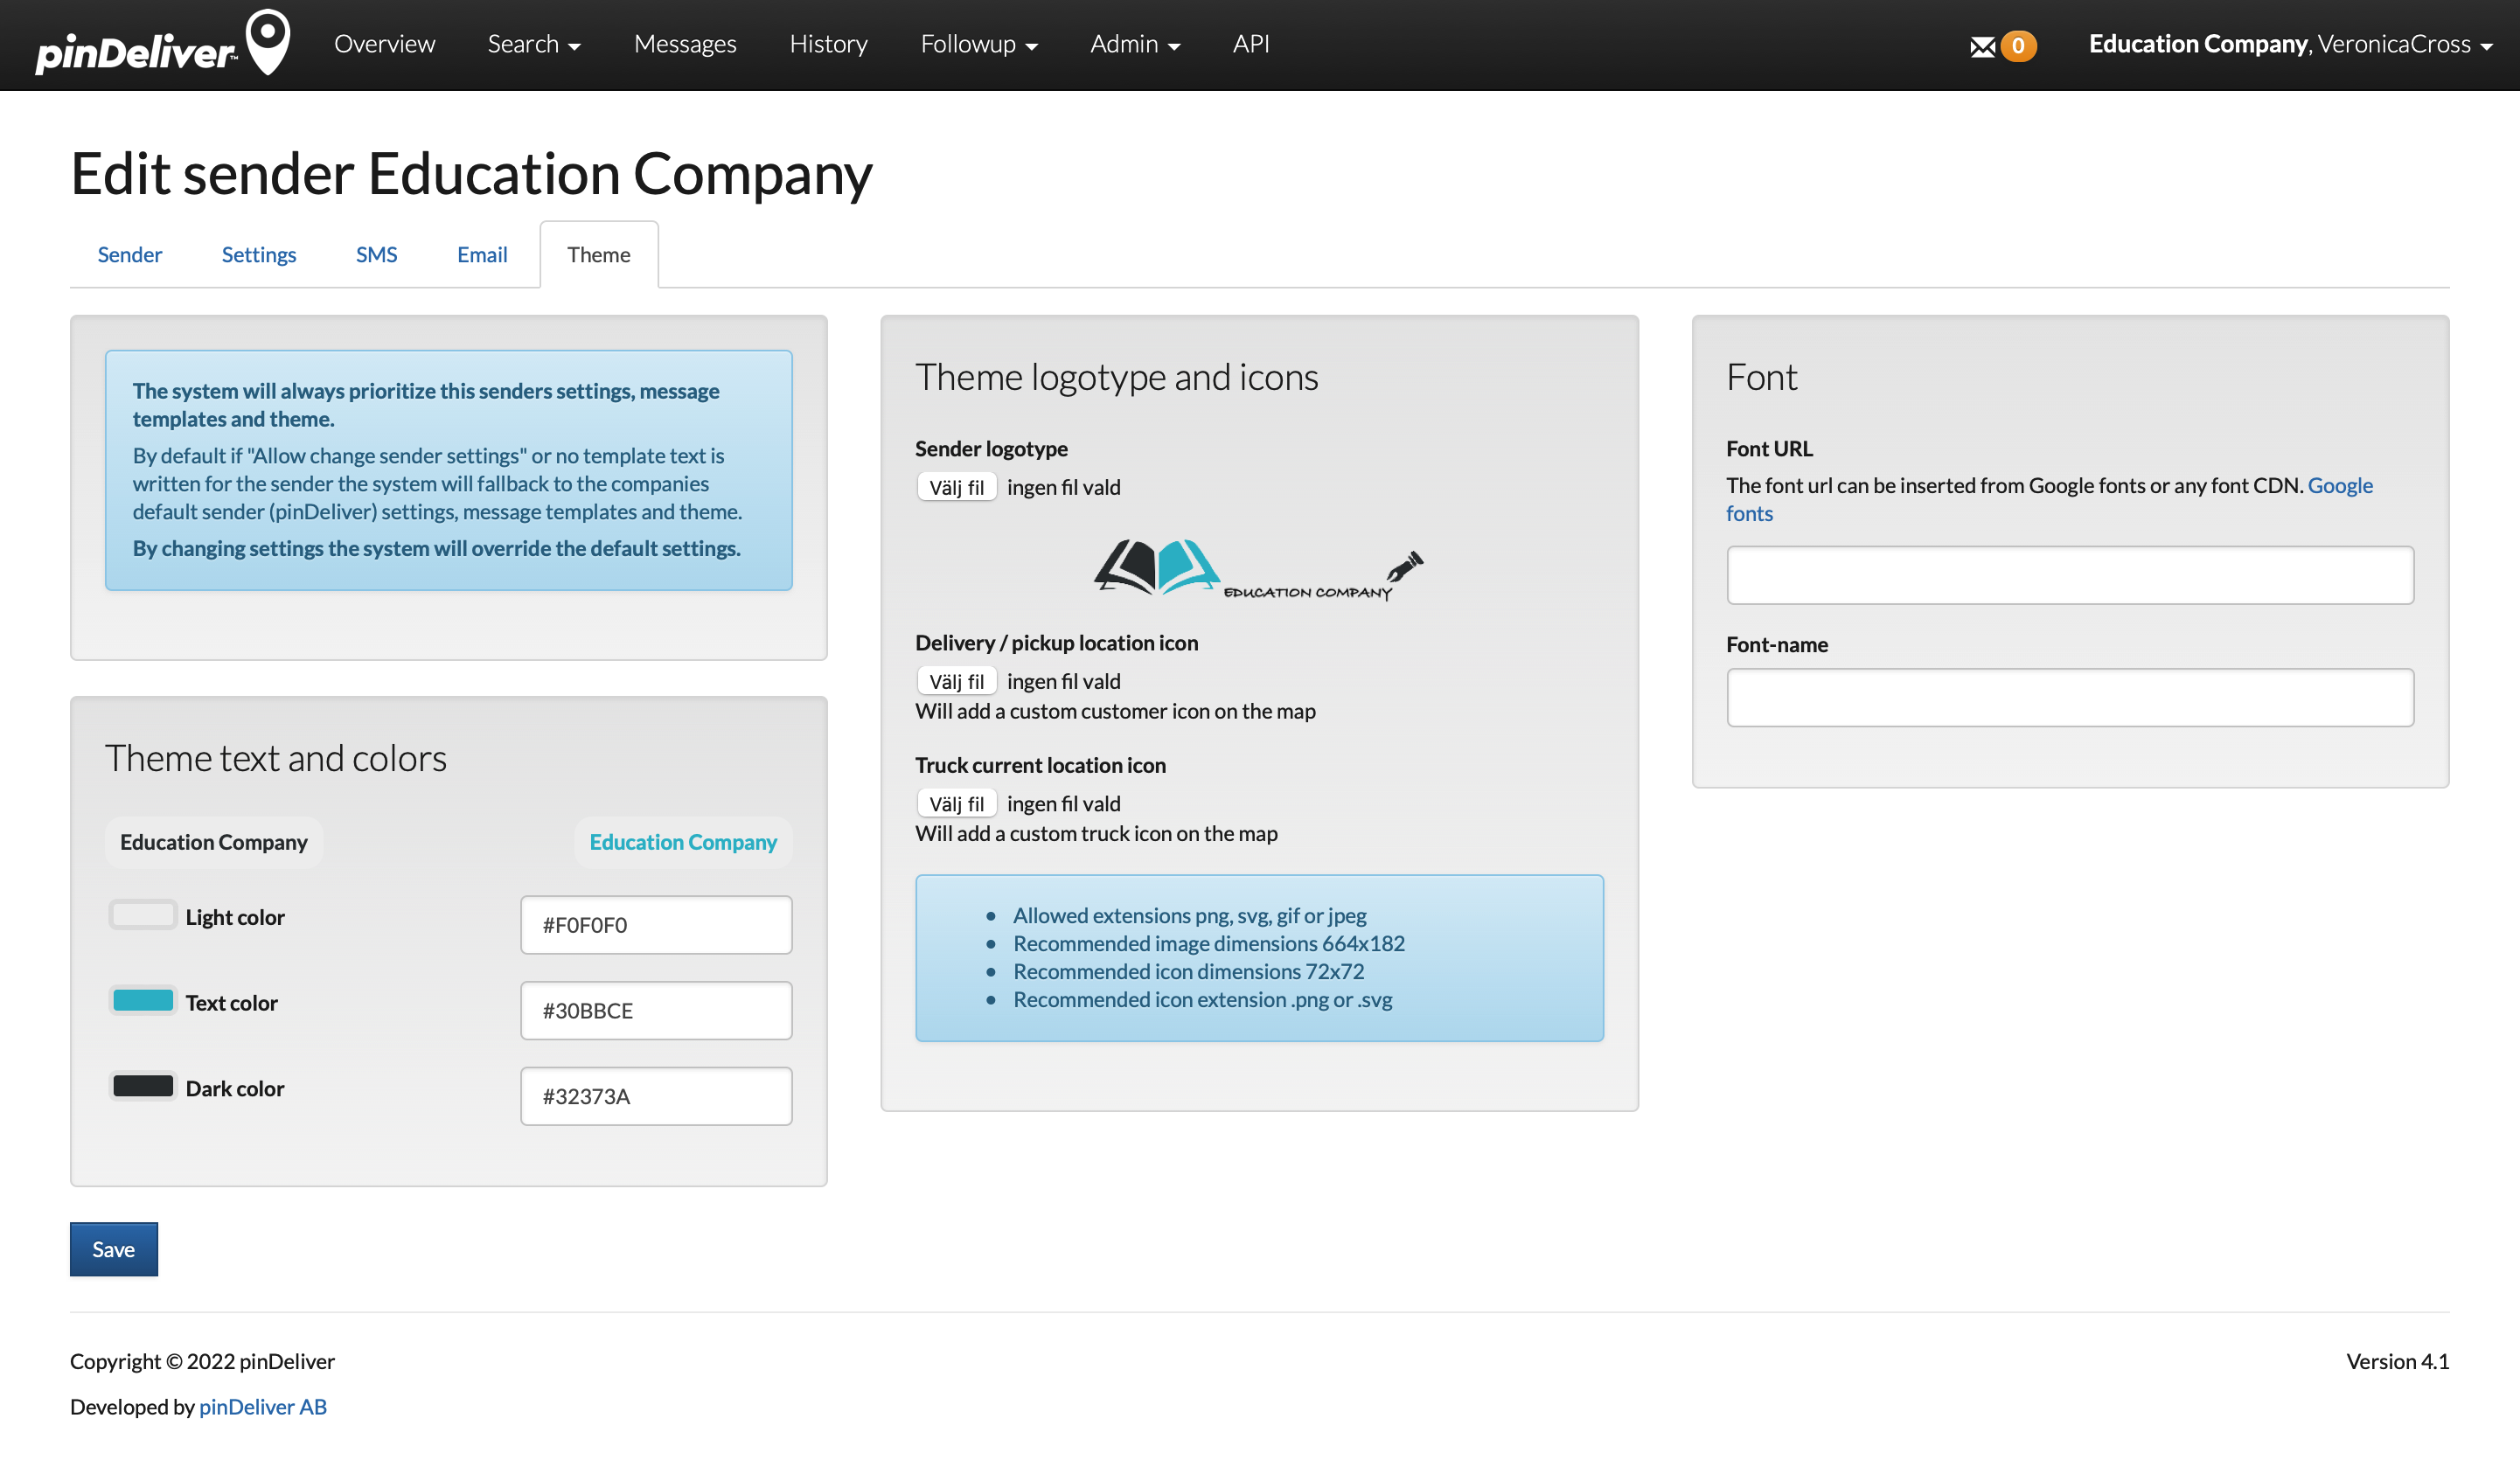 pinDeliver™
Overview
Search
Messages
History
Followup
Admin
API
0
Education Company, VeronicaCross
Edit sender Education Company
Sender
Settings
SMS
Email
Theme
The system will always prioritize this senders settings, message
templates and theme.
By default if "Allow change sender settings" or no template text is
written for the sender the system will fallback to the companies
default sender (pinDeliver) settings, message templates and theme.
By changing settings the system will override the default settings.
Theme text and colors
Education Company
Education Company
Light color
#F0F0F0
Text color
#30BBCE
Dark color
#32373A
Theme logotype and icons
Sender logotype
Välj fil ingen fil vald
EDUCATION COMPANY
Delivery / pickup location icon
Välj fil ingen fil vald
Will add a custom customer icon on the map
Truck current location icon
Välj fil ingen fil vald
Will add a custom truck icon on the map
• Allowed extensions png, svg, gif or jpeg
• Recommended image dimensions 664x182
• Recommended icon dimensions 72x72
• Recommended icon extension .png or .svg
Font
Font URL
The font url can be inserted from Google fonts or any font CDN. Google
fonts
Font-name
Save
Copyright © 2022 pinDeliver
Version 4.1
Developed by pinDeliver AB